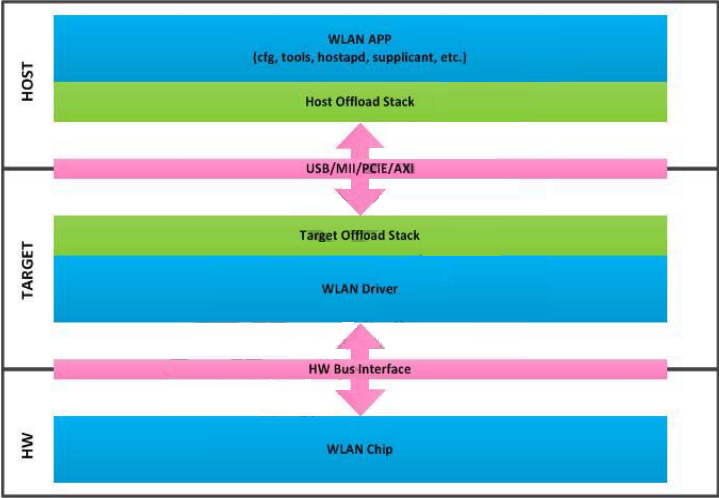 HOST
WLAN APP
(cfg, tools, hostapd, supplicant, etc.)
Host Offload Stack
USB/MII/PCIE/AXI
TARGET
Target Offload Stack
WLAN Driver
HW Bus Interface
HW
WLAN Chip